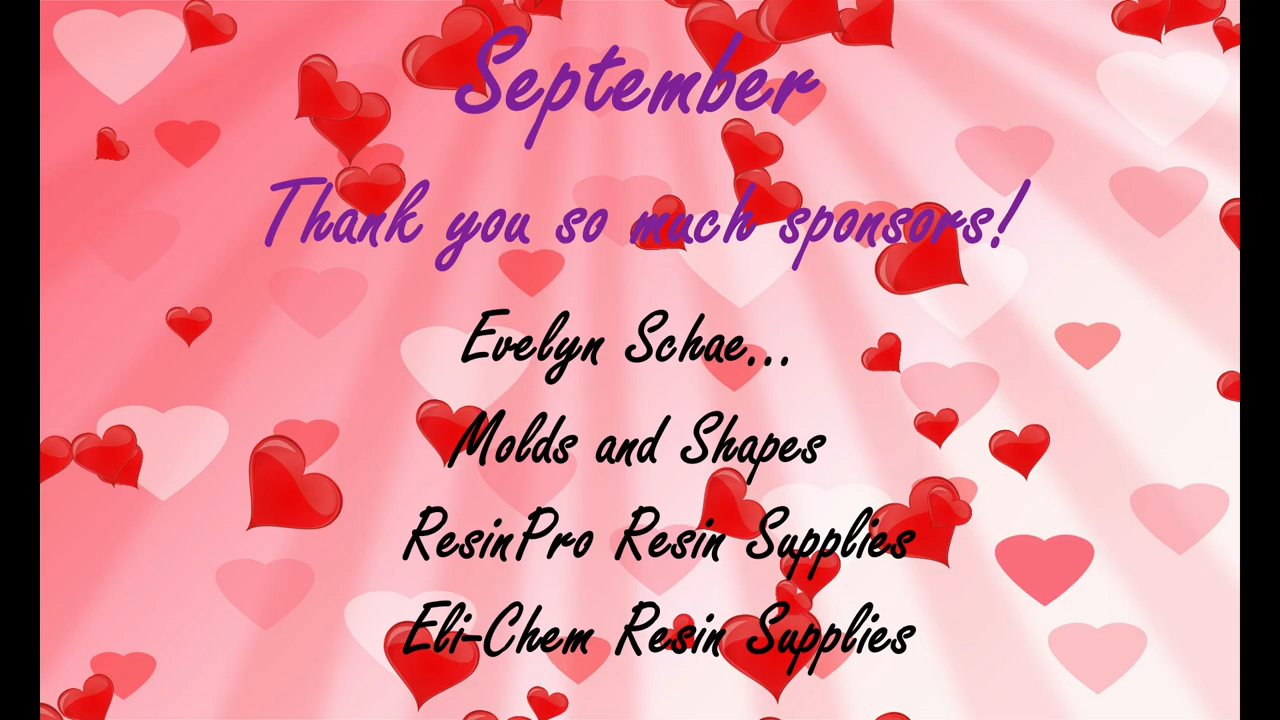 September
Thank you so much sponsors!
Evelyn Schae...
Molds and Shapes
ResinPro Resin Supplies
Eli-Chem Resin Supplies